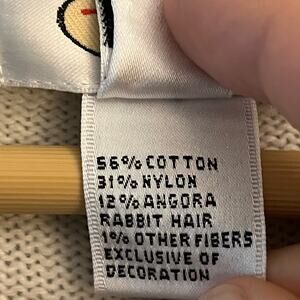 56% COTTON
31% NYLON
12% ANGORA
RABBIT HAIR
1% OTHER FIBERS
EXCLUSIVE OF
DECORATION